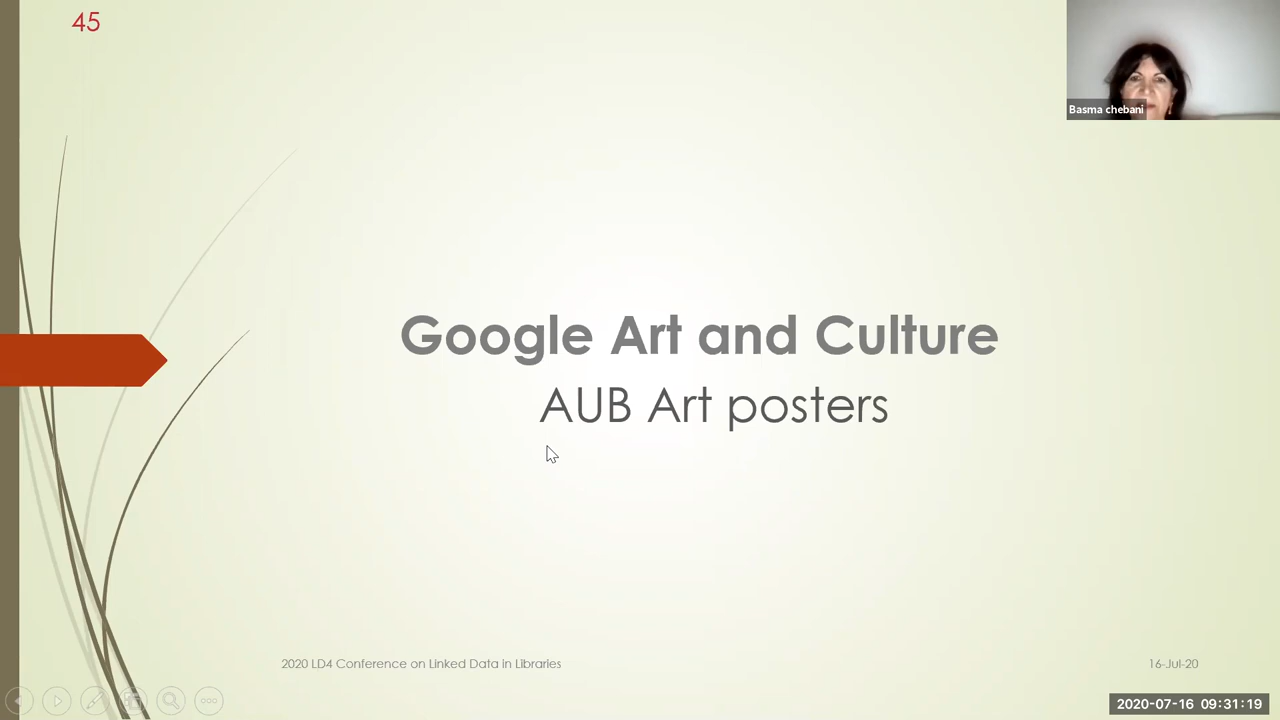 45
Basma chebani
Google Art and Culture
AUB Art posters
2020 LD4 Conference on Linked Data in Libraries
16-Jul-20
2020-07-16 09:31:19